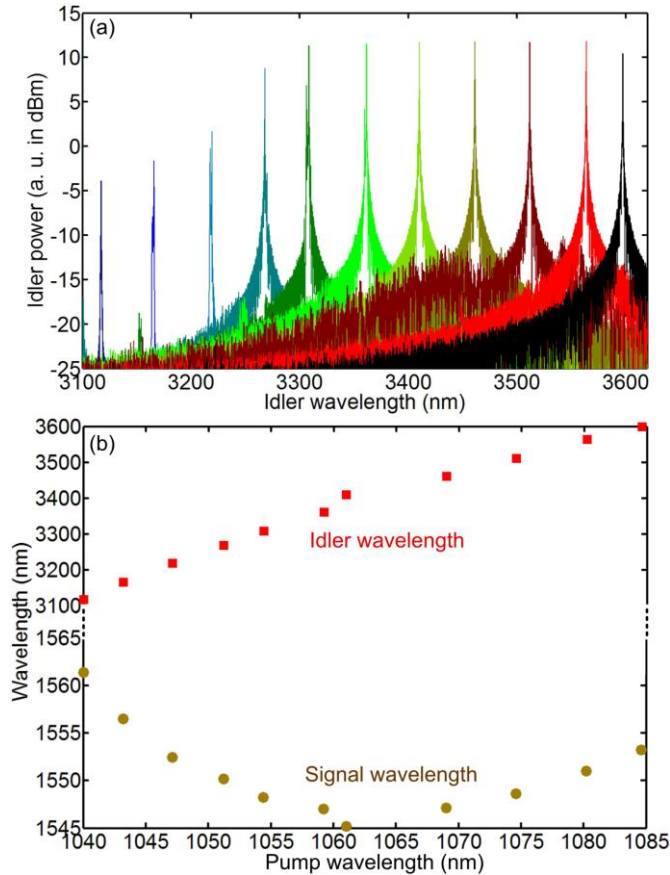 (a)
15
10
5
0
-5
-10
-15
-20
-25
Idler power (a. u. in dBm)
3100 3200 3300 3400 3500 3600
Idler wavelength (nm)
(b)
3600
3500
3400
3300
3200
3100
1565
1560
1555
1550
1545
Wavelength (nm)
Idler wavelength
Signal wavelength
1040 1045 1050 1055 1060 1065 1070 1075 1080 1085
Pump wavelength (nm)